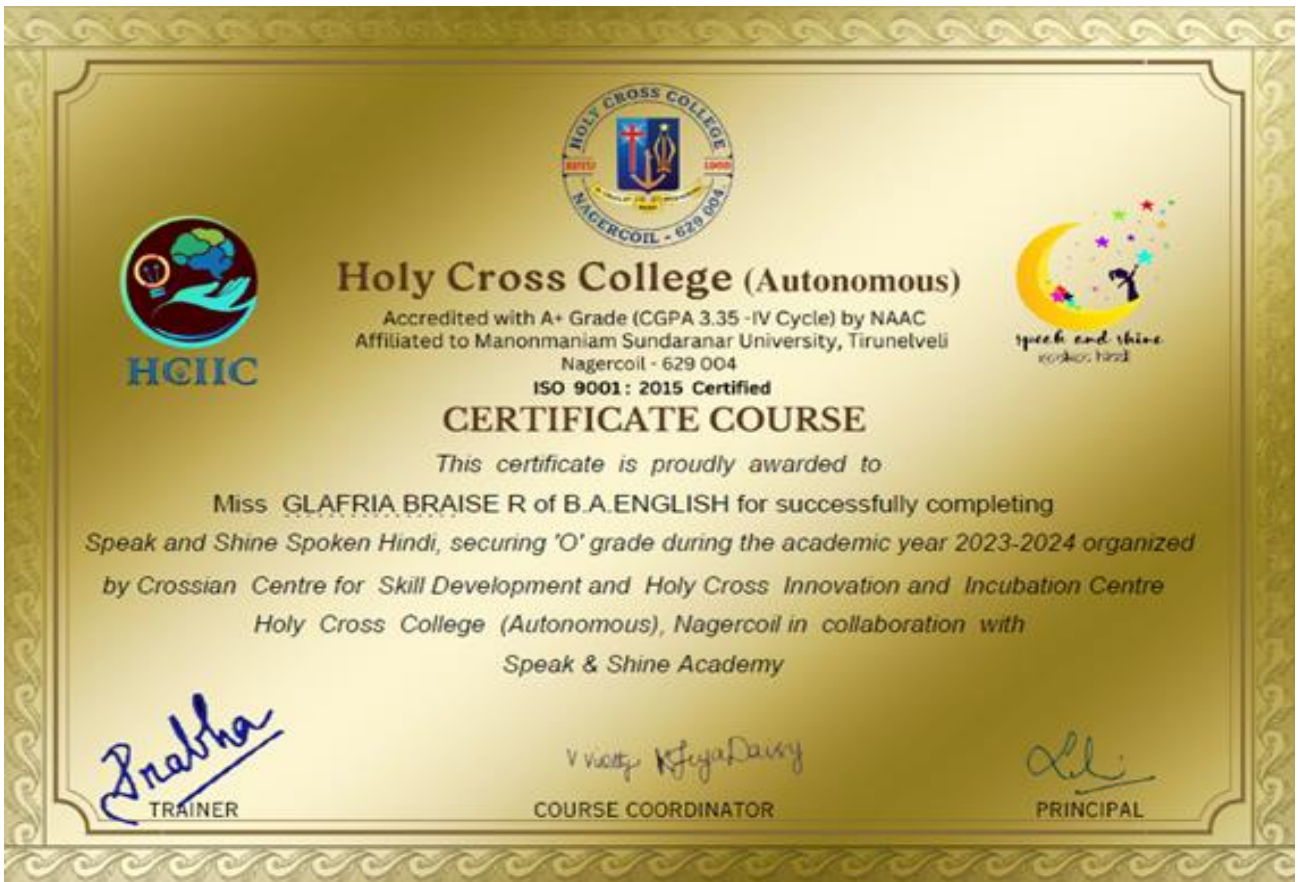 HOLY CROSS COLLEGE
NAGERCOIL - 629 004
HCIIC
speak and shine
Holy Cross College (Autonomous)
Accredited with A+ Grade (CGPA 3.35 -IV Cycle) by NAAC
Affiliated to Manonmaniam Sundaranar University, Tirunelveli
Nagercoil - 629 004
ISO 9001: 2015 Certified
CERTIFICATE COURSE
This certificate is proudly awarded to
Miss GLAFRIA BRAISE R of B.A.ENGLISH for successfully completing
Speak and Shine Spoken Hindi, securing 'O' grade during the academic year 2023-2024 organized
by Crossian Centre for Skill Development and Holy Cross Innovation and Incubation Centre
Holy Cross College (Autonomous), Nagercoil in collaboration with
Speak & Shine Academy
Prabha
TRAINER
COURSE COORDINATOR
PRINCIPAL